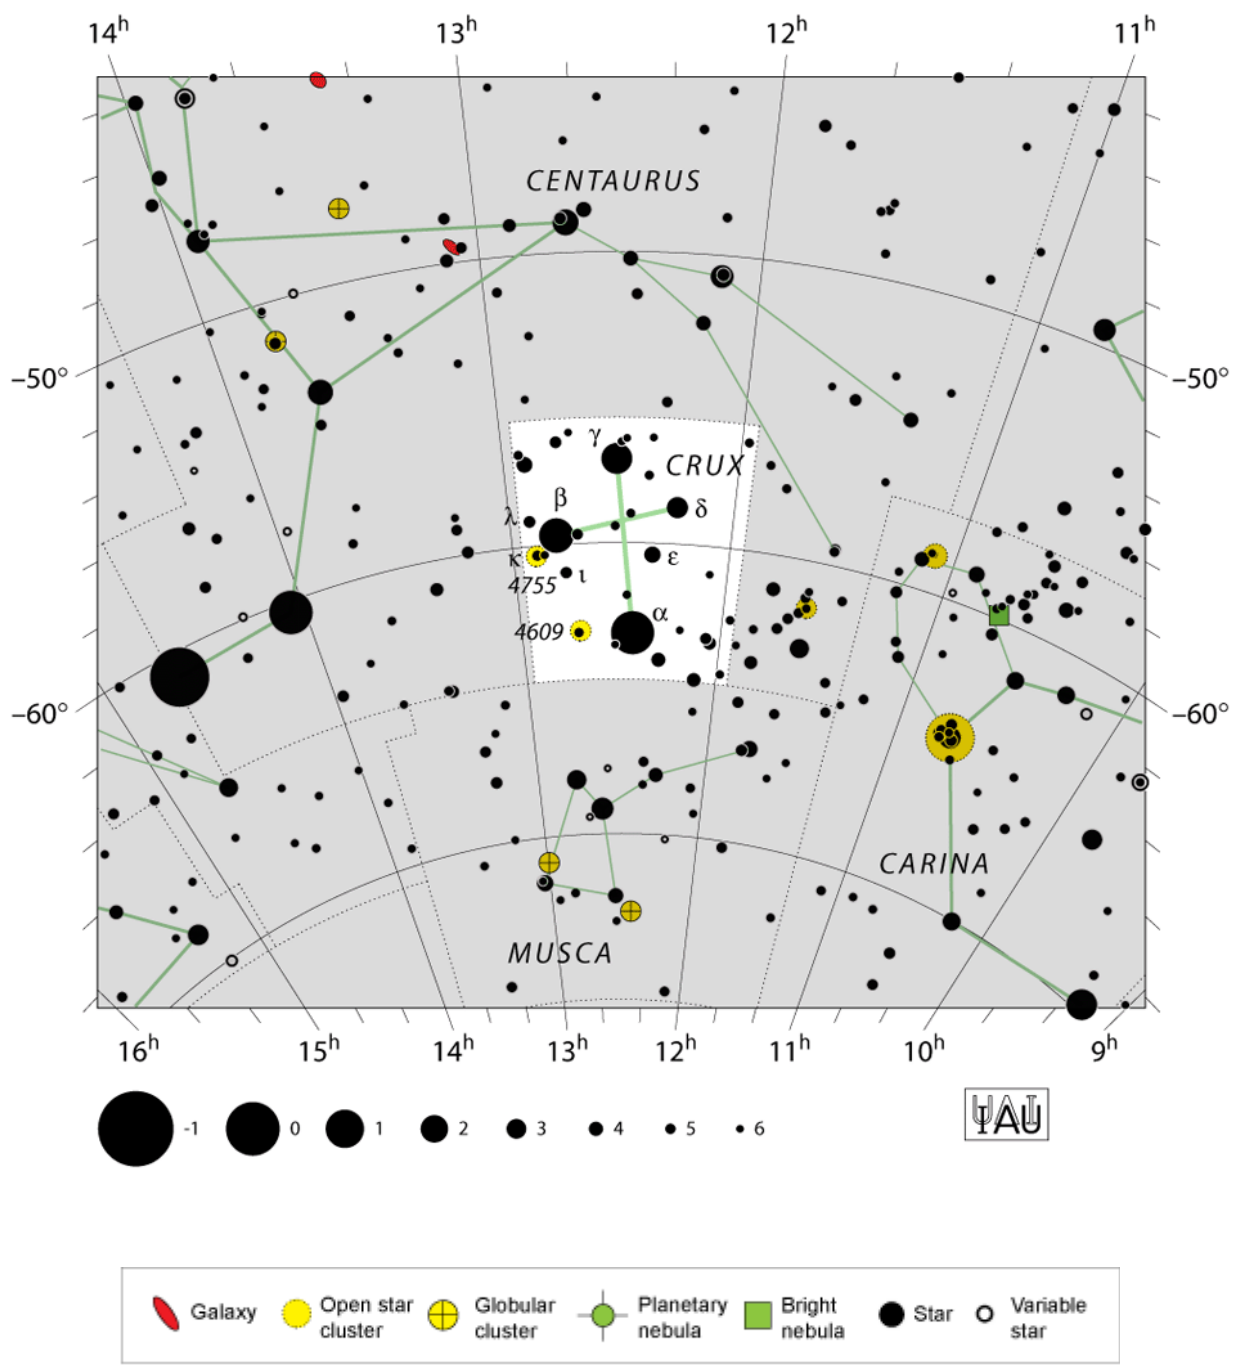 14h 13h 12h 11h
CENTAURUS
–50° –50°
γ
CRUX
β
δ
λ
κ
ε
4755
ι
α
4609
–60° –60°
CARINA
MUSCA
16h 15h 14h 13h 12h 11h 10h 9h
-1 0 1 2 3 4 5 6
IAU
Galaxy Open star cluster Globular cluster Planetary nebula Bright nebula Star Variable star